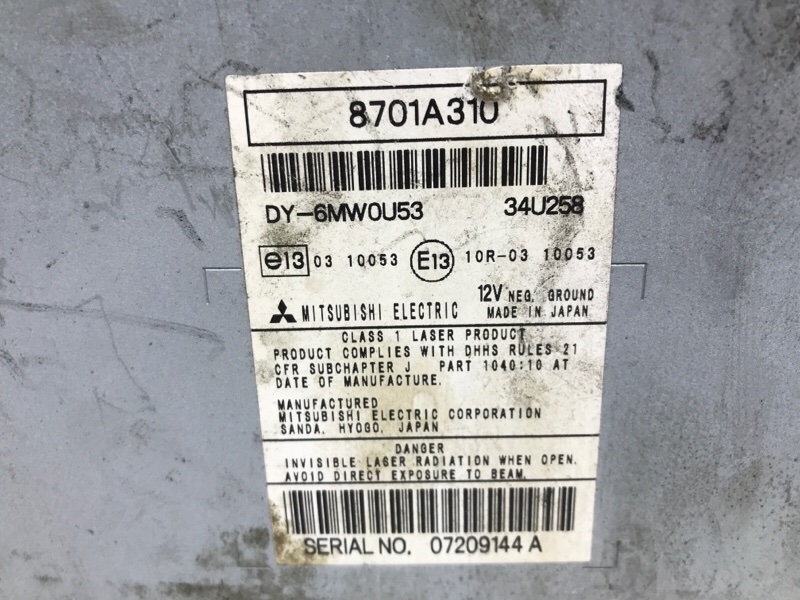 8701A310
DY-6MW0U53 34U258
e13 03 10053 E13 10R-03 10053
12V NEG. GROUND
MITSUBISHI ELECTRIC MADE IN JAPAN
CLASS 1 LASER PRODUCT
PRODUCT COMPLIES WITH DHHS RULES 21
CFR SUBCHAPTER J PART 1040:10 AT
DATE OF MANUFACTURE.
MANUFACTURED
MITSUBISHI ELECTRIC CORPORATION
SANDA, HYOGO, JAPAN
DANGER
INVISIBLE LASER RADIATION WHEN OPEN.
AVOID DIRECT EXPOSURE TO BEAM.
SERIAL NO. 07209144 A